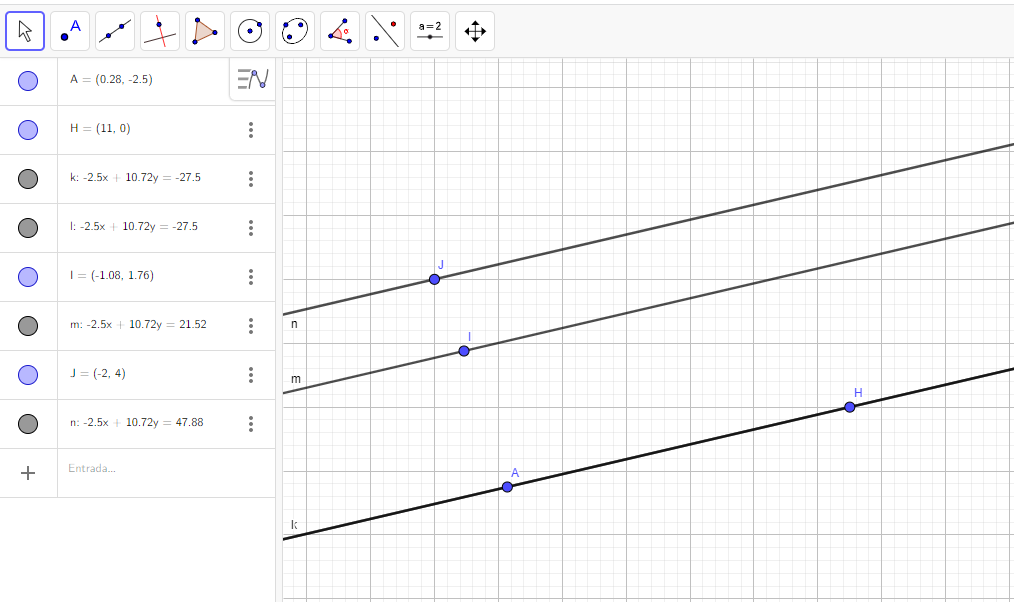 A
a=2
α
A = (0.28, -2.5)
H = (11, 0)
k: -2.5x + 10.72y = -27.5
l: -2.5x + 10.72y = -27.5
I = (-1.08, 1.76)
m: -2.5x + 10.72y = 21.52
J = (-2, 4)
n: -2.5x + 10.72y = 47.88
Entrada...
J
n
I
m
H
A
k